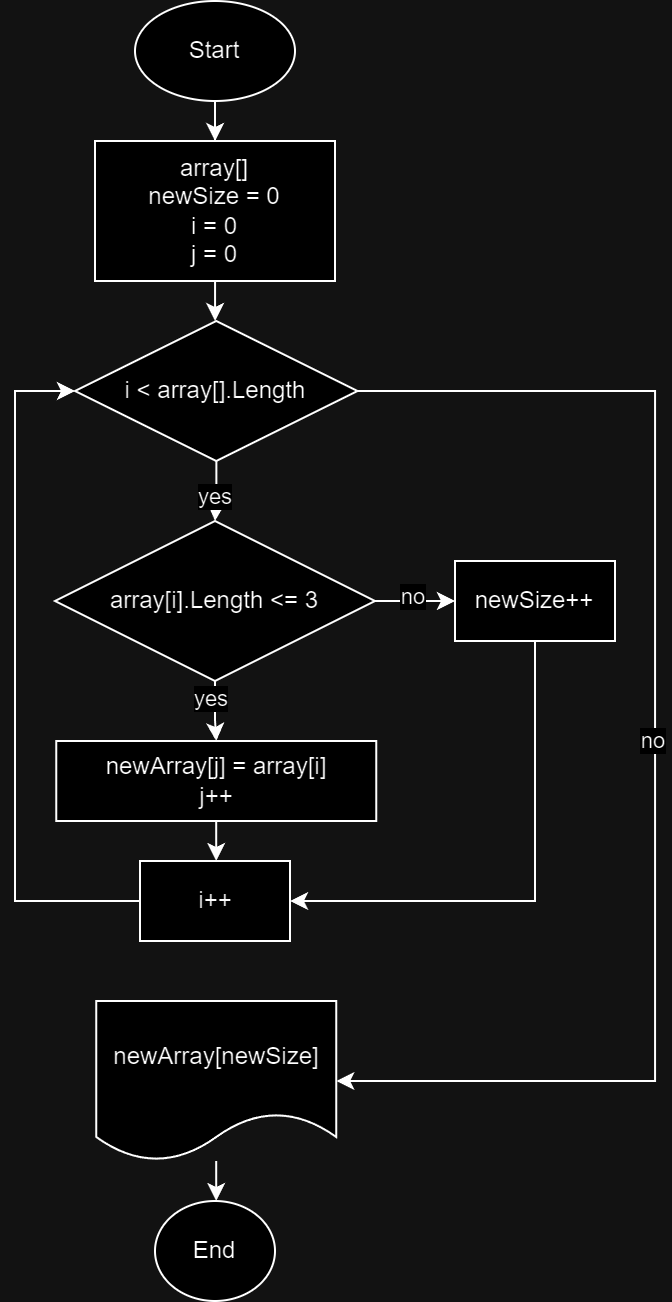 Start
array[]
newSize = 0
i = 0
j = 0
i < array[].Length
yes
array[i].Length <= 3
no
newSize++
yes
newArray[j] = array[i]
j++
no
i++
newArray[newSize]
End